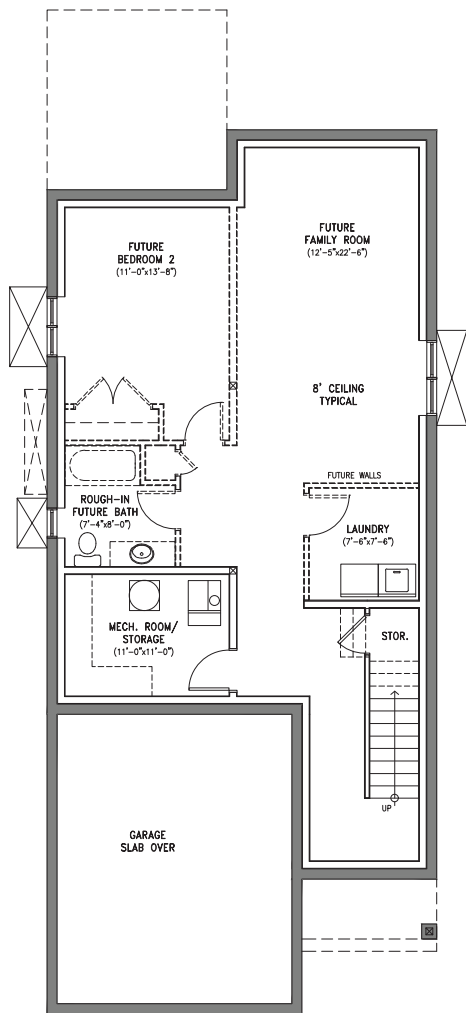 FUTURE
FAMILY ROOM
(12'-5"x22'-6")
FUTURE
BEDROOM 2
(11'-0"x13'-8")
8' CEILING
TYPICAL
FUTURE WALLS
ROUGH-IN
FUTURE BATH
(7'-4"x8'-0")
LAUNDRY
(7'-6"x7'-6")
MECH. ROOM/
STORAGE
(11'-0"x11'-0")
STOR.
UP
GARAGE
SLAB OVER